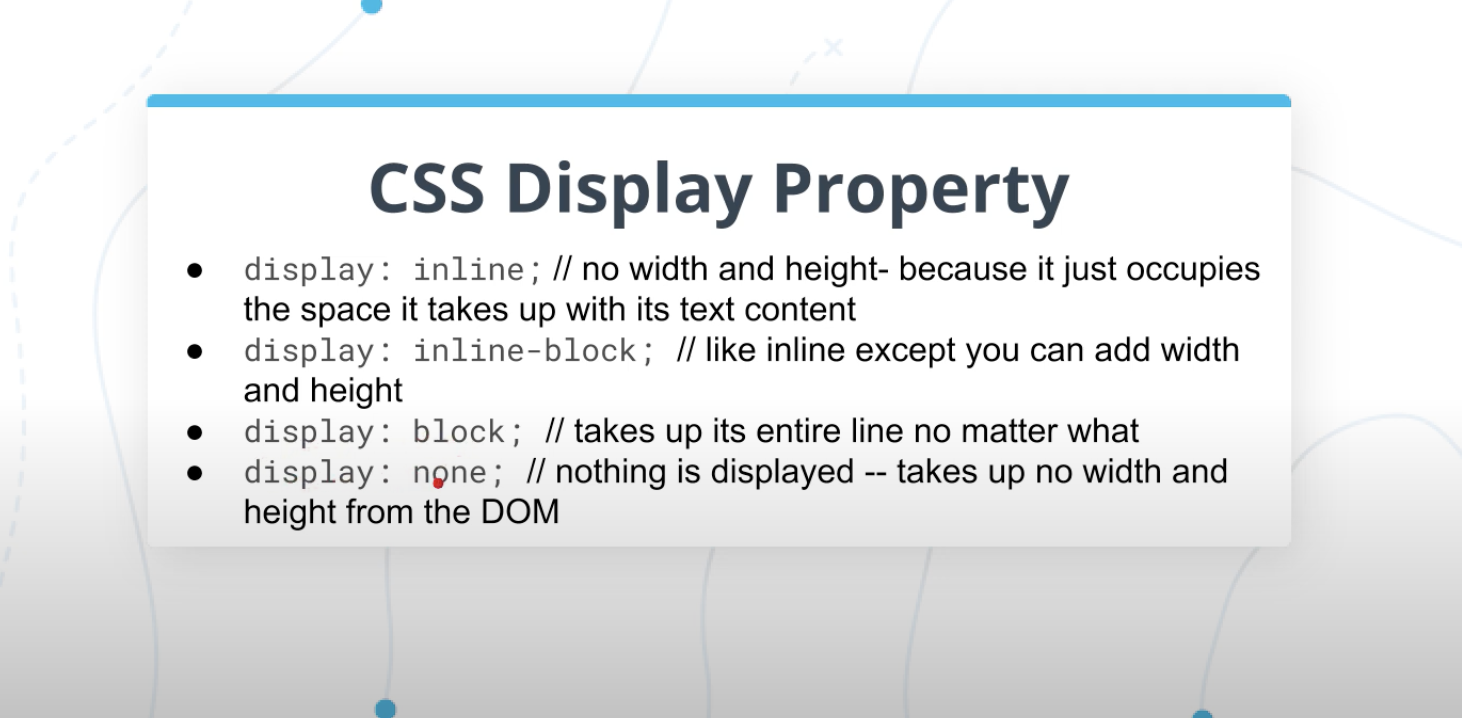 CSS Display Property
● display: inline; // no width and height- because it just occupies
the space it takes up with its text content
● display: inline-block; // like inline except you can add width
and height
● display: block; // takes up its entire line no matter what
● display: none; // nothing is displayed -- takes up no width and
height from the DOM